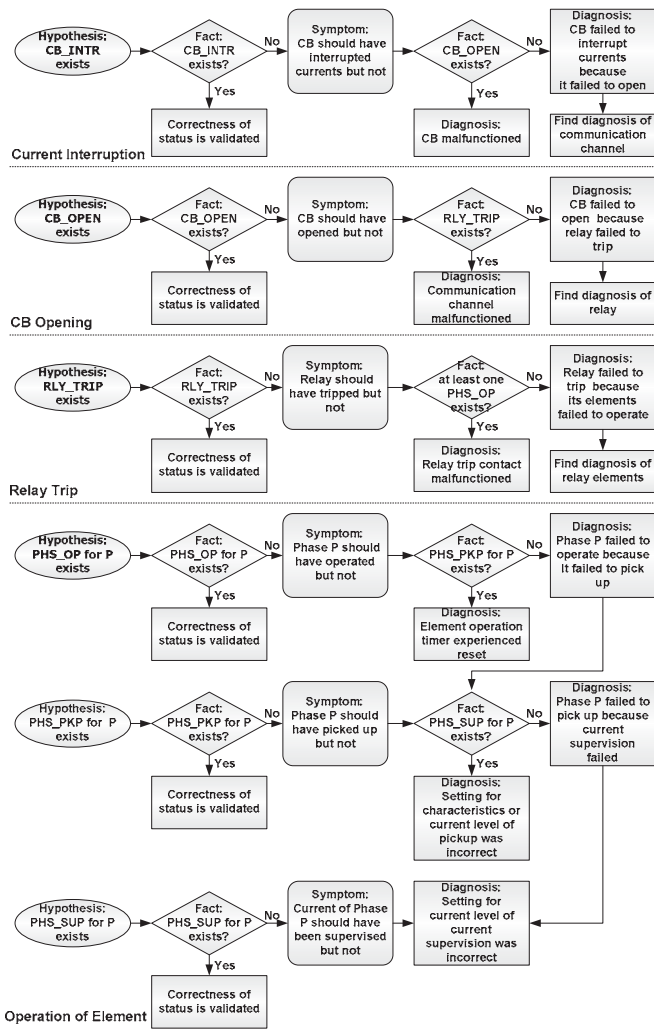 Hypothesis:
CB_INTR
exists
Fact:
CB_INTR
exists?
No
Symptom:
CB should have
interrupted
currents but not
Fact:
CB_OPEN
exists?
No
Diagnosis:
CB failed to
interrupt
currents
because
it failed to open
Yes
Yes
Correctness of
status is validated
Diagnosis:
CB malfunctioned
Find diagnosis of
communication
channel
Current Interruption
Hypothesis:
CB_OPEN
exists
Fact:
CB_OPEN
exists?
No
Symptom:
CB should have
opened but not
Fact:
RLY_TRIP
exists?
No
Diagnosis:
CB failed to
open because
relay failed to
trip
Yes
Yes
Correctness of
status is validated
Diagnosis:
Communication
channel
malfunctioned
Find diagnosis of
relay
CB Opening
Hypothesis:
RLY_TRIP
exists
Fact:
RLY_TRIP
exists?
No
Symptom:
Relay should
have tripped but
not
Fact:
at least one
PHS_OP
exists?
No
Diagnosis:
Relay failed to
trip because
its elements
failed to operate
Yes
Yes
Correctness of
status is validated
Diagnosis:
Relay trip contact
malfunctioned
Find diagnosis of
relay elements
Relay Trip
Hypothesis:
PHS_OP for P
exists
Fact:
PHS_OP for P
exists?
No
Symptom:
Phase P should
have operated
but not
Fact:
PHS_PKP for P
exists?
No
Diagnosis:
Phase P failed to
operate because
it failed to pick
up
Yes
Yes
Correctness of
status is validated
Diagnosis:
Element operation
timer experienced
reset
Hypothesis:
PHS_PKP for P
exists
Fact:
PHS_PKP for P
exists?
No
Symptom:
Phase P should
have picked up
but not
Fact:
PHS_SUP for P
exists?
No
Diagnosis:
Phase P failed to
pick up because
current
supervision
failed
Yes
Yes
Correctness of
status is validated
Diagnosis:
Setting for
characteristics or
current level of
pickup was
incorrect
Hypothesis:
PHS_SUP for P
exists
Fact:
PHS_SUP for P
exists?
No
Symptom:
Current of Phase
P should have
been supervised
but not
Diagnosis:
Setting for
current level of
current
supervision was
incorrect
Yes
Correctness of
status is validated
Operation of Element